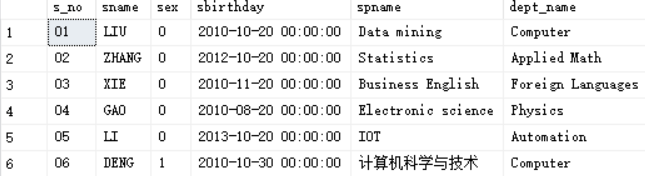 s_no sname sex sbirthday spname dept_name
1 01 LIU 0 2010-10-20 00:00:00 Data mining Computer
2 02 ZHANG 0 2012-10-20 00:00:00 Statistics Applied Math
3 03 XIE 0 2010-11-20 00:00:00 Business English Foreign Languages
4 04 GAO 0 2010-08-20 00:00:00 Electronic science Physics
5 05 LI 0 2013-10-20 00:00:00 IOT Automation
6 06 DENG 1 2010-10-30 00:00:00 计算机科学与技术 Computer